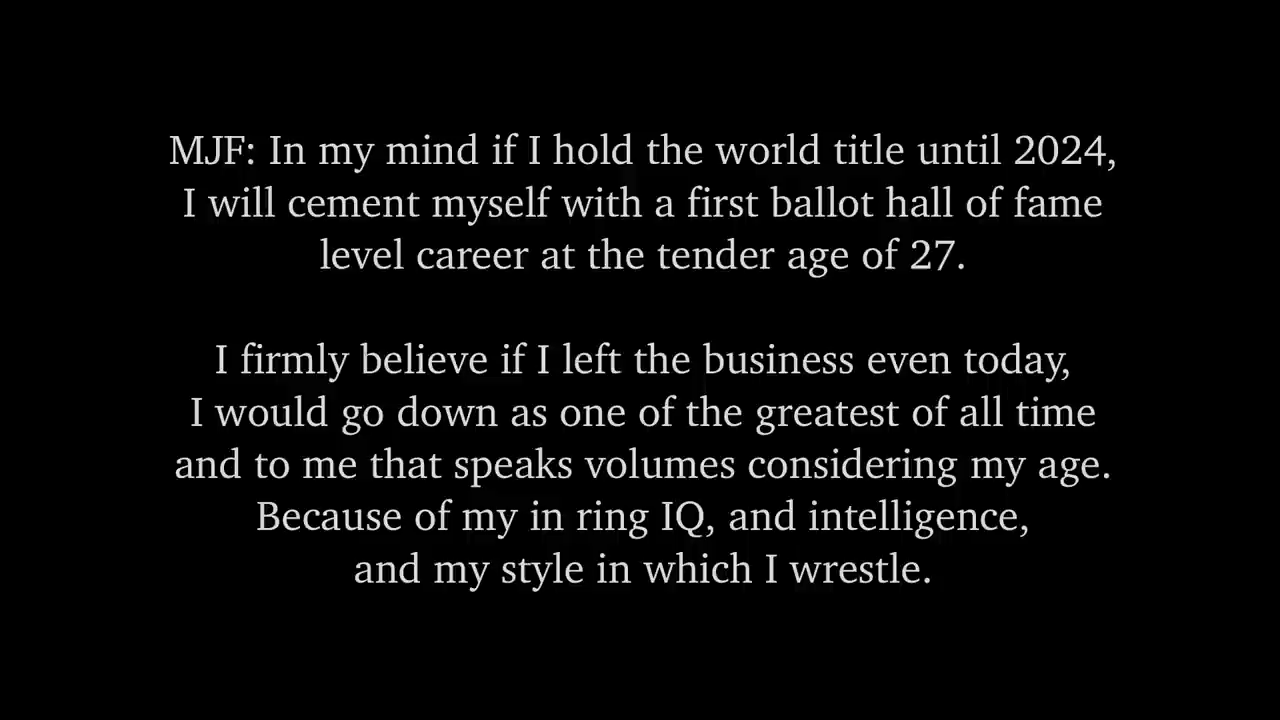 MJF: In my mind if I hold the world title until 2024,
I will cement myself with a first ballot hall of fame
level career at the tender age of 27.
I firmly believe if I left the business even today,
I would go down as one of the greatest of all time
and to me that speaks volumes considering my age.
Because of my in ring IQ, and intelligence,
and my style in which I wrestle.